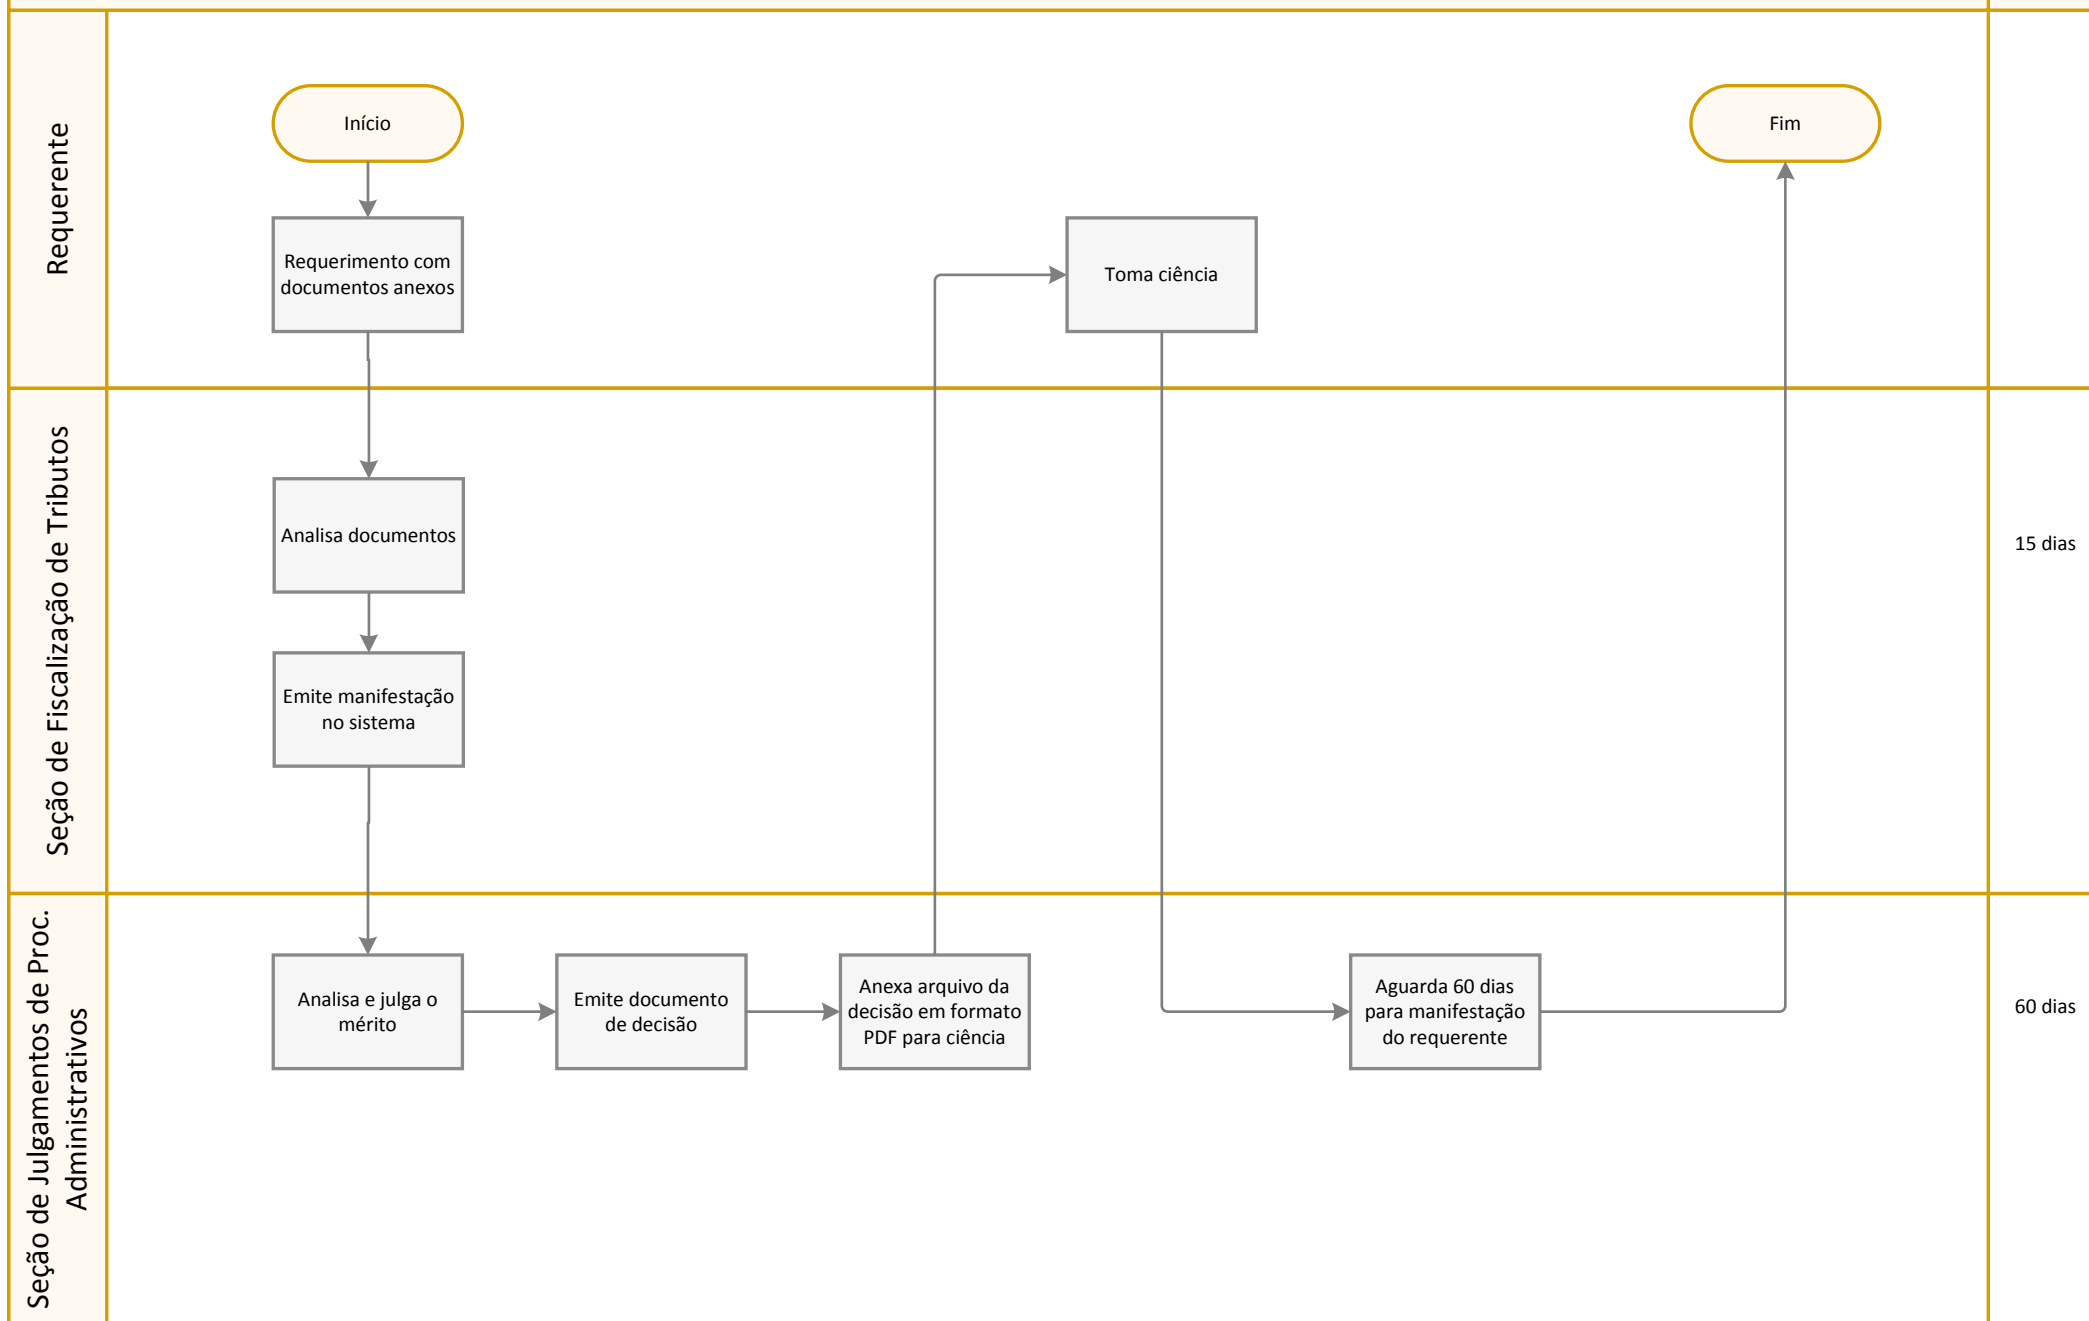 Requerente
Início
Fim
Requerimento com
documentos anexos
Toma ciência
Seção de Fiscalização de Tributos
Analisa documentos
15 dias
Emite manifestação
no sistema
Seção de Julgamentos de Proc.
Administrativos
Analisa e julga o
mérito
Emite documento
de decisão
Anexa arquivo da
decisão em formato
PDF para ciência
Aguarda 60 dias
para manifestação
do requerente
60 dias